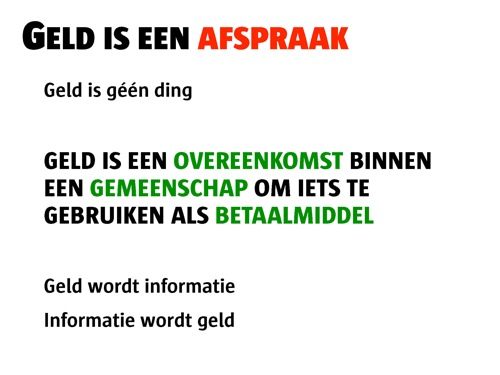 GELD IS EEN AFSPRAAK
Geld is géén ding
GELD IS EEN OVEREENKOMST BINNEN
EEN GEMEENSCHAP OM IETS TE
GEBRUIKEN ALS BETAALMIDDEL
Geld wordt informatie
Informatie wordt geld